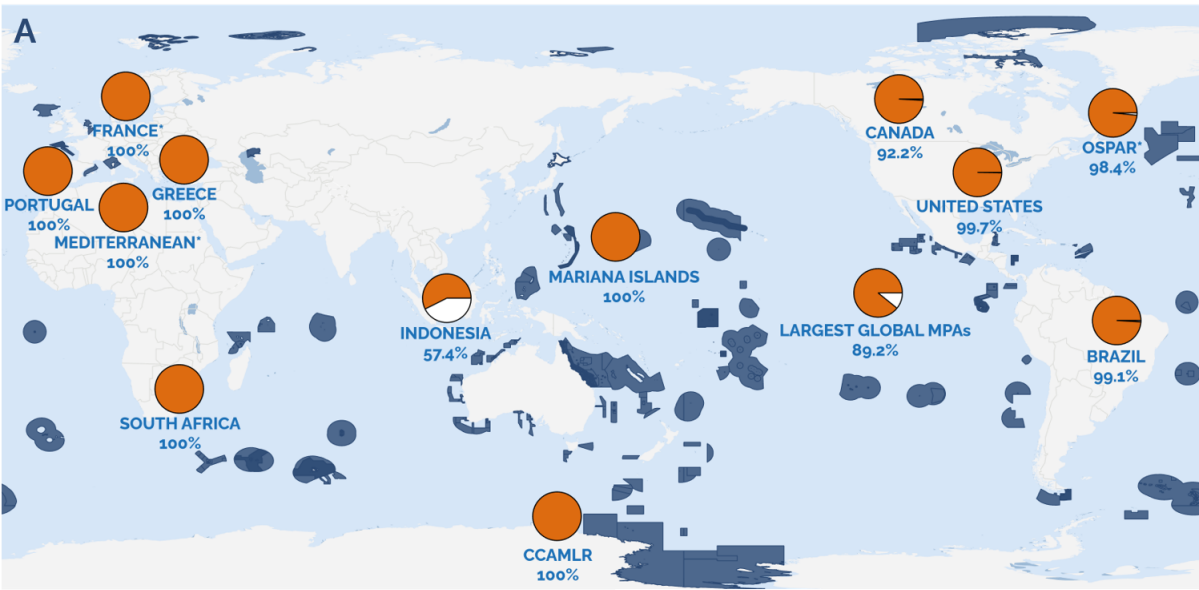 A
FRANCE*
100%
PORTUGAL
100%
GREECE
100%
MEDITERRANEAN*
100%
SOUTH AFRICA
100%
INDONESIA
57.4%
MARIANA ISLANDS
100%
CCAMLR
100%
CANADA
92.2%
OSPAR*
98.4%
UNITED STATES
99.7%
LARGEST GLOBAL MPAs
89.2%
BRAZIL
99.1%